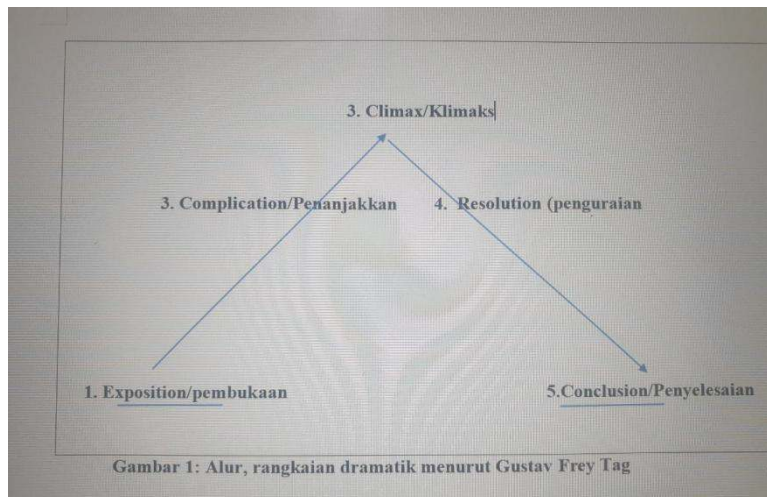 3. Climax/Klimaks
3. Complication/Penanjakkan
4. Resolution (penguraian
1. Exposition/pembukaan
5.Conclusion/Penyelesaian
Gambar 1: Alur, rangkaian dramatik menurut Gustav Frey Tag